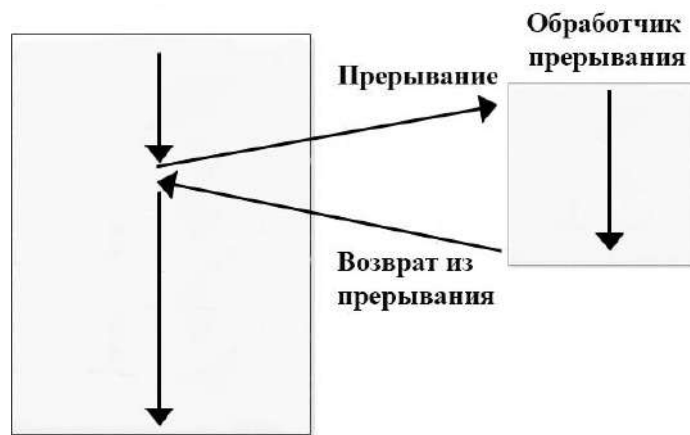 Обработчик
прерывания
Прерывание
Возврат из
прерывания